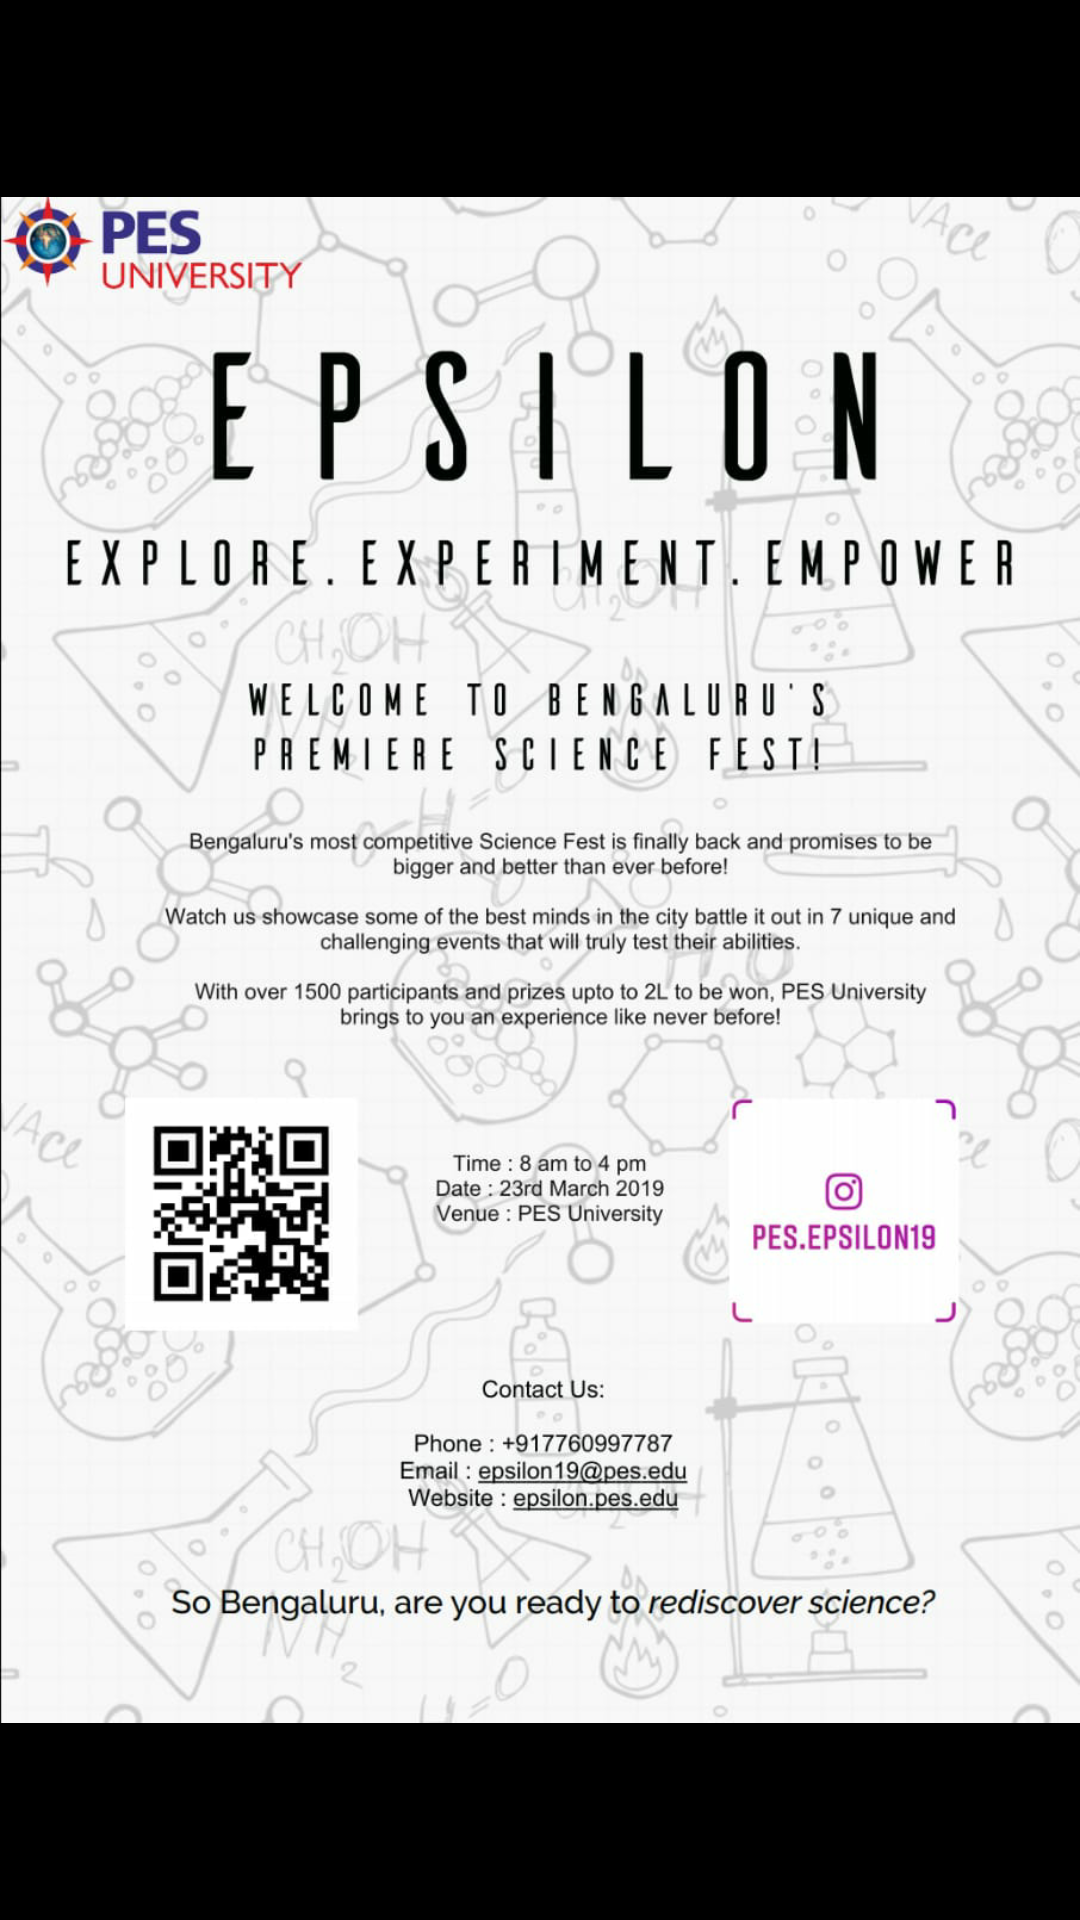 PES
UNIVERSITY
EPSILON
EXPLORE.EXPERIMENT.EMPOWER
WELCOME TO BENGALURU'S
PREMIERE SCIENCE FEST!
Bengaluru's most competitive Science Fest is finally back and promises to be
bigger and better than ever before!
Watch us showcase some of the best minds in the city battle it out in 7 unique and
challenging events that will truly test their abilities.
With over 1500 participants and prizes upto to 2L to be won, PES University
brings to you an experience like never before!
Time : 8 am to 4 pm
Date : 23rd March 2019
Venue : PES University
PES.EPSILON19
Contact Us:
Phone : +917760997787
Email : epsilon19@pes.edu
Website : epsilon.pes.edu
So Bengaluru, are you ready to rediscover science?